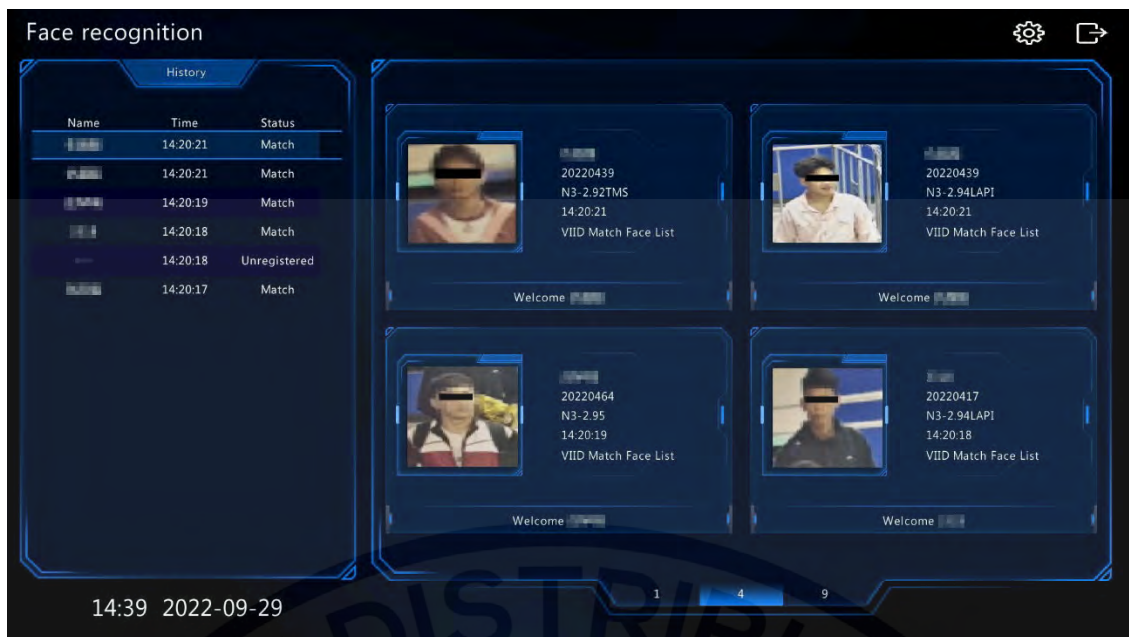 Face recognition
History
Name Time Status
14:20:21 Match
14:20:21 Match
14:20:19 Match
14:20:18 Match
14:20:18 Unregistered
14:20:17 Match
20220439
N3-2.92TMS
14:20:21
VIID Match Face List
Welcome
20220439
N3-2.94LAPI
14:20:21
VIID Match Face List
Welcome
20220464
N3-2.95
14:20:19
VIID Match Face List
Welcome
20220417
N3-2.94LAPI
14:20:18
VIID Match Face List
Welcome
1 4 9
14:39 2022-09-29